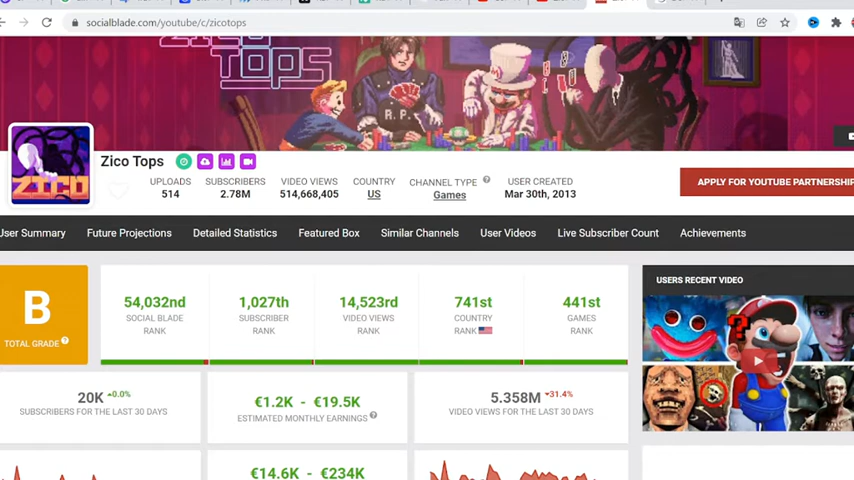 socialblade.com/youtube/c/zicotops
TOPS
R.P.
ZICO
Zico Tops
UPLOADS
514
SUBSCRIBERS
2.78M
VIDEO VIEWS
514,668,405
COUNTRY
US
CHANNEL TYPE ?
Games
USER CREATED
Mar 30th, 2013
APPLY FOR YOUTUBE PARTNERSHIP
User Summary
Future Projections
Detailed Statistics
Featured Box
Similar Channels
User Videos
Live Subscriber Count
Achievements
B
TOTAL GRADE ?
54,032nd
SOCIAL BLADE
RANK
1,027th
SUBSCRIBER
RANK
14,523rd
VIDEO VIEWS
RANK
741st
COUNTRY
RANK
441st
GAMES
RANK
USERS RECENT VIDEO
20K +0.0%
SUBSCRIBERS FOR THE LAST 30 DAYS
€1.2K - €19.5K
ESTIMATED MONTHLY EARNINGS ?
5.358M -31.4%
VIDEO VIEWS FOR THE LAST 30 DAYS
€14.6K - €234K